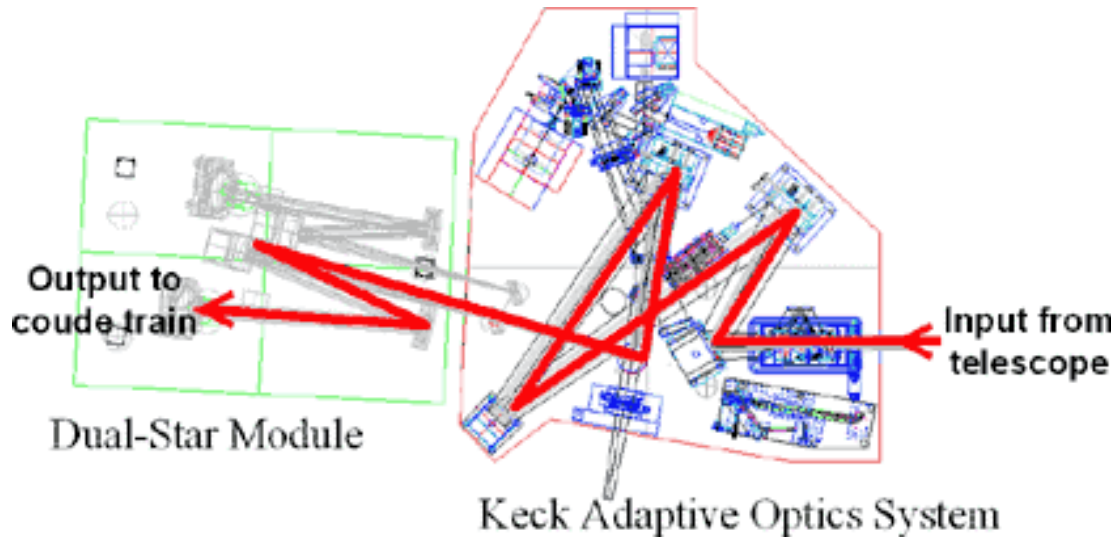 Output to
coude train
Input from
telescope
Dual-Star Module
Keck Adaptive Optics System